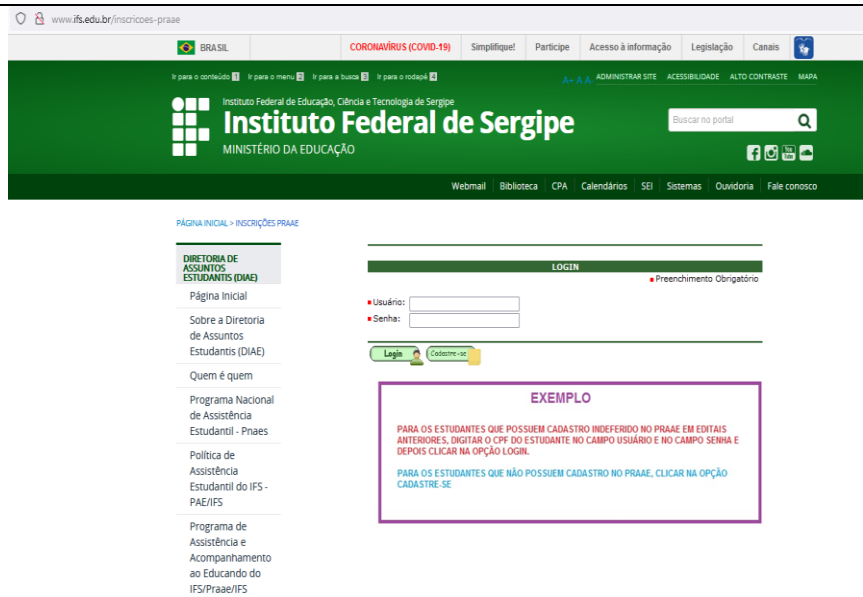 www.ifs.edu.br/inscricoes-praae
BRASIL
CORONAVÍRUS (COVID-19)
Simplifique!
Participe
Acesso à informação
Legislação
Canais
Ir para o conteúdo 1 Ir para o menu 2 Ir para a busca 3 Ir para o rodapé 4
A- A A+ ADMINISTRAR SITE ACESSIBILIDADE ALTO CONTRASTE MAPA
Instituto Federal de Educação, Ciência e Tecnologia de Sergipe
Instituto Federal de Sergipe
MINISTÉRIO DA EDUCAÇÃO
Buscar no portal
You Tube
Webmail Biblioteca CPA Calendários SEI Sistemas Ouvidoria Fale conosco
PÁGINA INICIAL > INSCRIÇÕES PRAAE
DIRETORIA DE
ASSUNTOS
ESTUDANTIS (DIAE)
Página Inicial
Sobre a Diretoria
de Assuntos
Estudantis (DIAE)
Quem é quem
Programa Nacional
de Assistência
Estudantil - Pnaes
Política de
Assistência
Estudantil do IFS -
PAE/IFS
Programa de
Assistência e
Acompanhamento
ao Educando do
IFS/Praae/IFS
LOGIN
Preenchimento Obrigatório
Usuário:
Senha:
Login
Cadastre-se
EXEMPLO
PARA OS ESTUDANTES QUE POSSUEM CADASTRO INDEFERIDO NO PRAAE EM EDITAIS
ANTERIORES, DIGITAR O CPF DO ESTUDANTE NO CAMPO USUÁRIO E NO CAMPO SENHA E
DEPOIS CLICAR NA OPÇÃO LOGIN.
PARA OS ESTUDANTES QUE NÃO POSSUEM CADASTRO NO PRAAE, CLICAR NA OPÇÃO
CADASTRE-SE